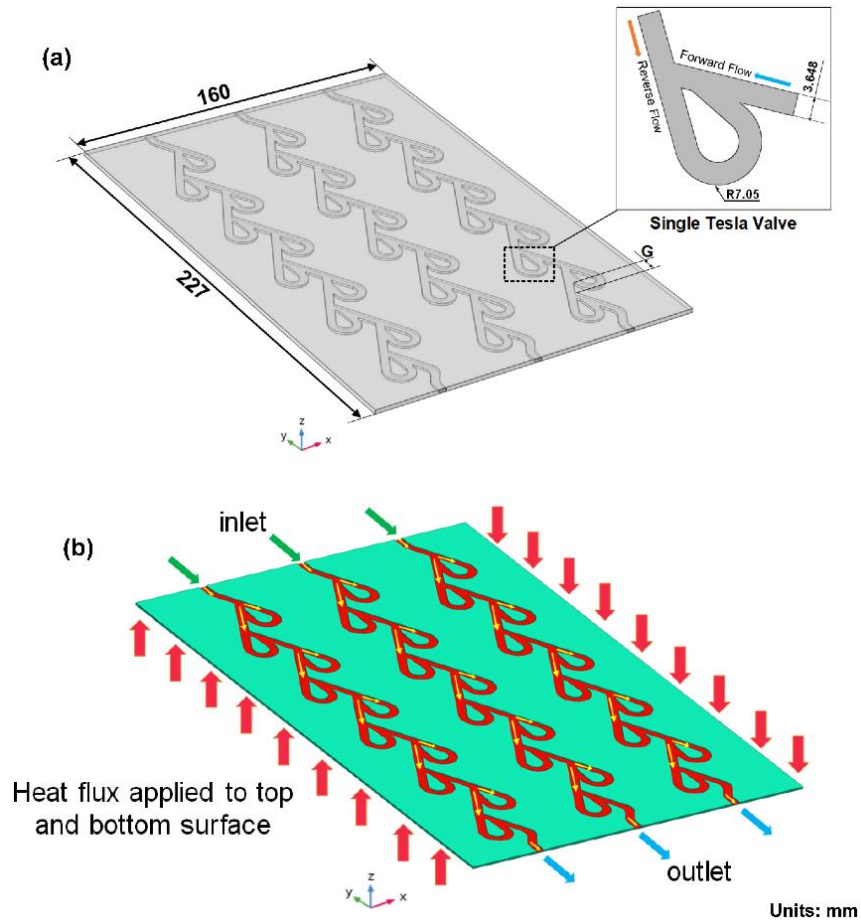 (a)
160
227
Reverse Flow
Forward Flow
3.648
R7.05
Single Tesla Valve
G
z
y
x
(b)
inlet
Heat flux applied to top
and bottom surface
outlet
z
y
x
Units: mm